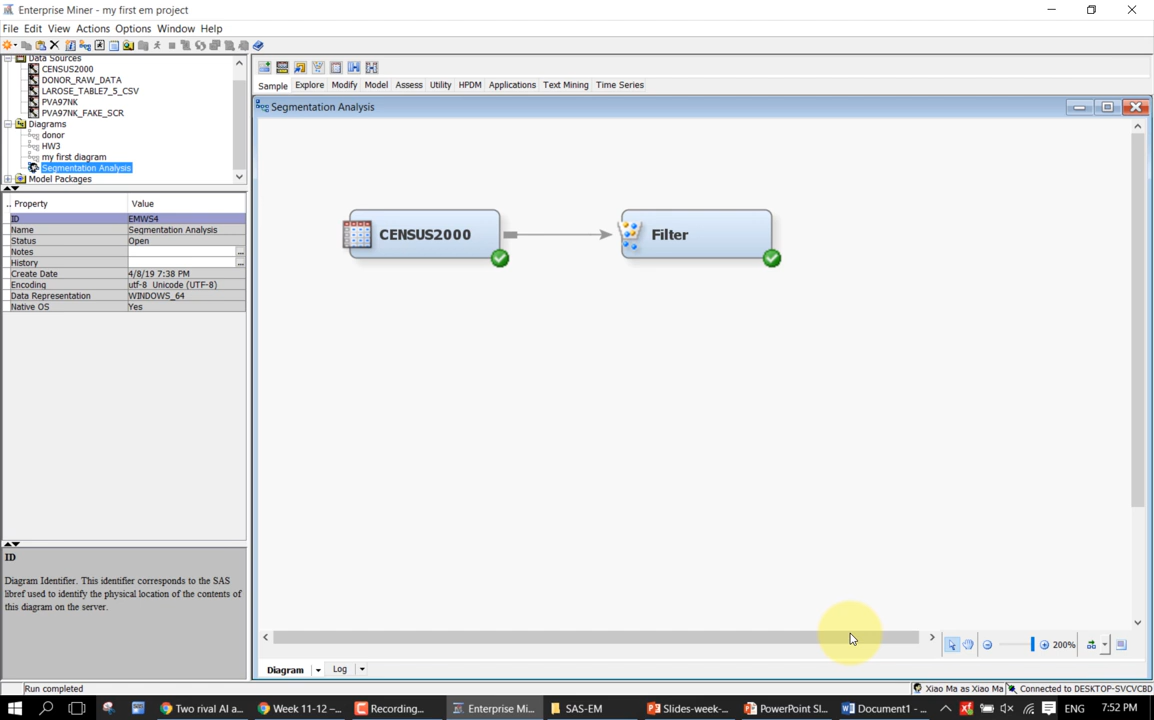 Enterprise Miner - my first em project
File Edit View Actions Options Window Help
Data Sources
CENSUS2000
DONOR_RAW_DATA
LAROSE_TABLE7_5_CSV
PVA97NK
PVA97NK_FAKE_SCR
Diagrams
donor
HW3
my first diagram
Segmentation Analysis
Model Packages
.. Property Value
ID EMWS4
Name Segmentation Analysis
Status Open
Notes ...
History ...
Create Date 4/8/19 7:38 PM
Encoding utf-8 Unicode (UTF-8)
Data Representation WINDOWS_64
Native OS Yes
ID
Diagram Identifier. This identifier corresponds to the SAS
libref used to identify the physical location of the contents of
this diagram on the server.
Sample Explore Modify Model Assess Utility HPDM Applications Text Mining Time Series
Segmentation Analysis
CENSUS2000
Filter
200%
Diagram Log
Run completed
Xiao Ma as Xiao Ma Connected to DESKTOP-SVCVCBD
Two rival AI a... Week 11-12 –... Recording... Enterprise Mi... SAS-EM Slides-week-... PowerPoint Sl... Document1 - ... ENG 7:52 PM